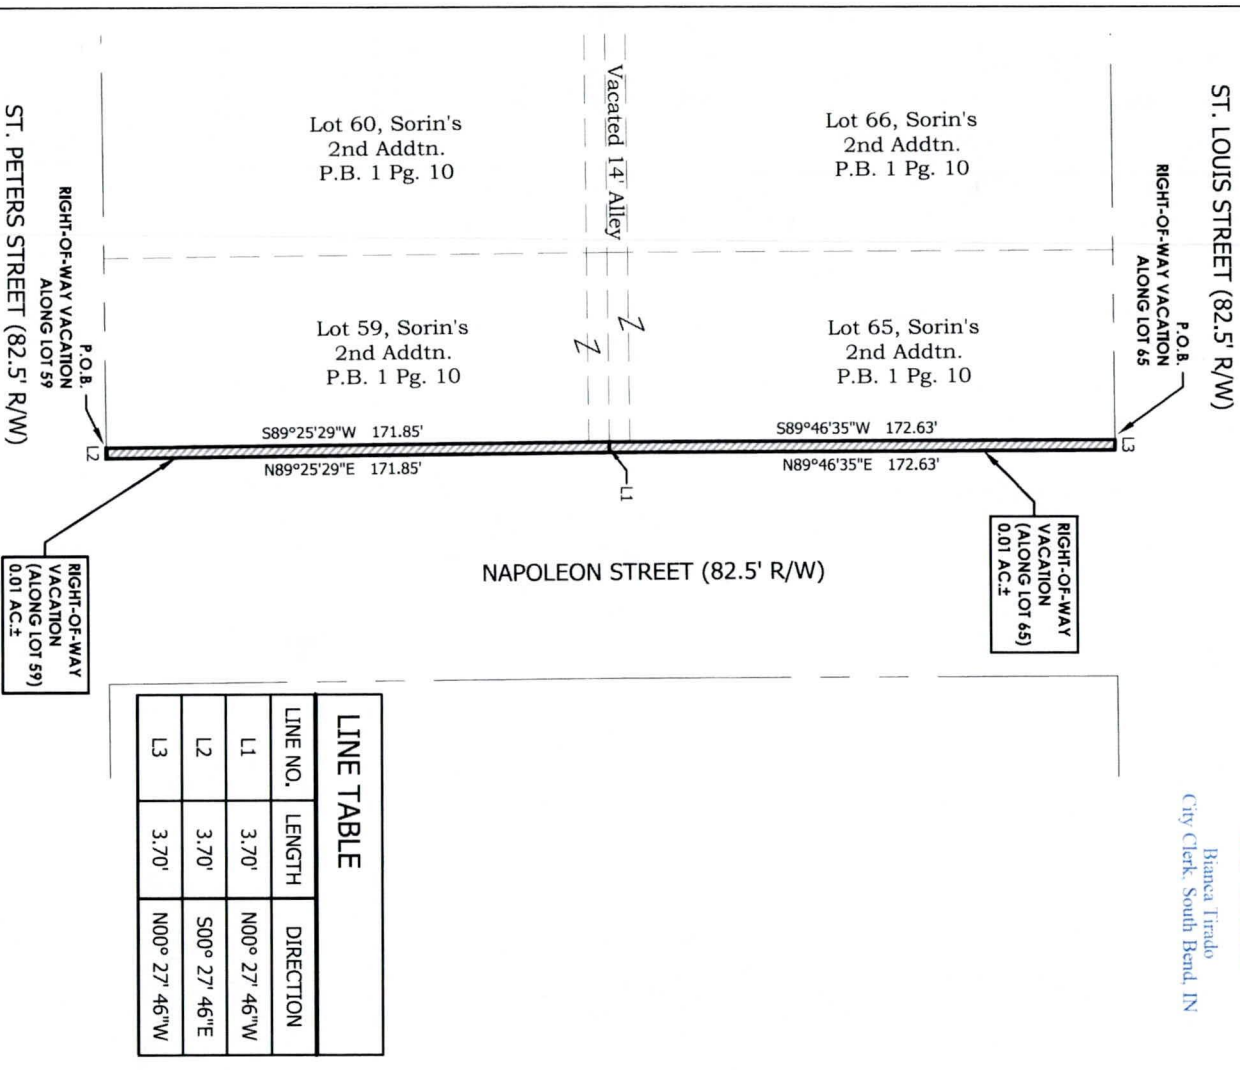 ST. LOUIS STREET (82.5' R/W)
P.O.B.
RIGHT-OF-WAY VACATION
ALONG LOT 65
Lot 60, Sorin's
2nd Addtn.
P.B. 1 Pg. 10
Vacated 14' Alley
Lot 66, Sorin's
2nd Addtn.
P.B. 1 Pg. 10
Lot 59, Sorin's
2nd Addtn.
P.B. 1 Pg. 10
Lot 65, Sorin's
2nd Addtn.
P.B. 1 Pg. 10
ST. PETERS STREET (82.5' R/W)
P.O.B.
RIGHT-OF-WAY VACATION
ALONG LOT 59
S89°25'29"W 171.85'
N89°25'29"E 171.85'
S89°46'35"W 172.63'
N89°46'35"E 172.63'
L2
L1
L3
RIGHT-OF-WAY
VACATION
(ALONG LOT 65)
0.01 AC.±
NAPOLEON STREET (82.5' R/W)
RIGHT-OF-WAY
VACATION
(ALONG LOT 59)
0.01 AC.±
LINE TABLE
LINE NO. LENGTH DIRECTION
L1 3.70' N00° 27' 46"W
L2 3.70' S00° 27' 46"E
L3 3.70' N00° 27' 46"W
Bianca Tirado
City Clerk, South Bend, IN